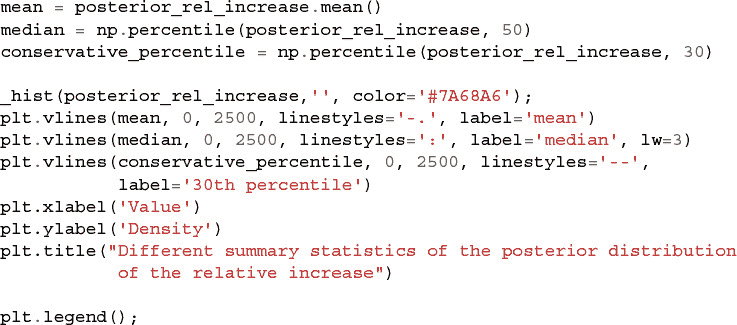 mean = posterior_rel_increase.mean()
median = np.percentile(posterior_rel_increase, 50)
conservative_percentile = np.percentile(posterior_rel_increase, 30)

_hist(posterior_rel_increase,'', color='#7A68A6');
plt.vlines(mean, 0, 2500, linestyles='-.', label='mean')
plt.vlines(median, 0, 2500, linestyles=':', label='median', lw=3)
plt.vlines(conservative_percentile, 0, 2500, linestyles='--',
           label='30th percentile')
plt.xlabel('Value')
plt.ylabel('Density')
plt.title("Different summary statistics of the posterior distribution
           of the relative increase")

plt.legend();